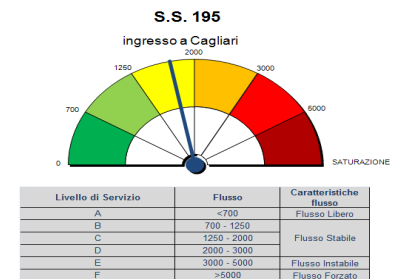 S.S. 195
ingresso a Cagliari
2000
1250
3000
700
5000
0
SATURAZIONE
Livello di Servizio Flusso Caratteristiche flusso
A <700 Flusso Libero
B 700 - 1250
C 1250 - 2000 Flusso Stabile
D 2000 - 3000
E 3000 - 5000 Flusso Instabile
F >5000 Flusso Forzato